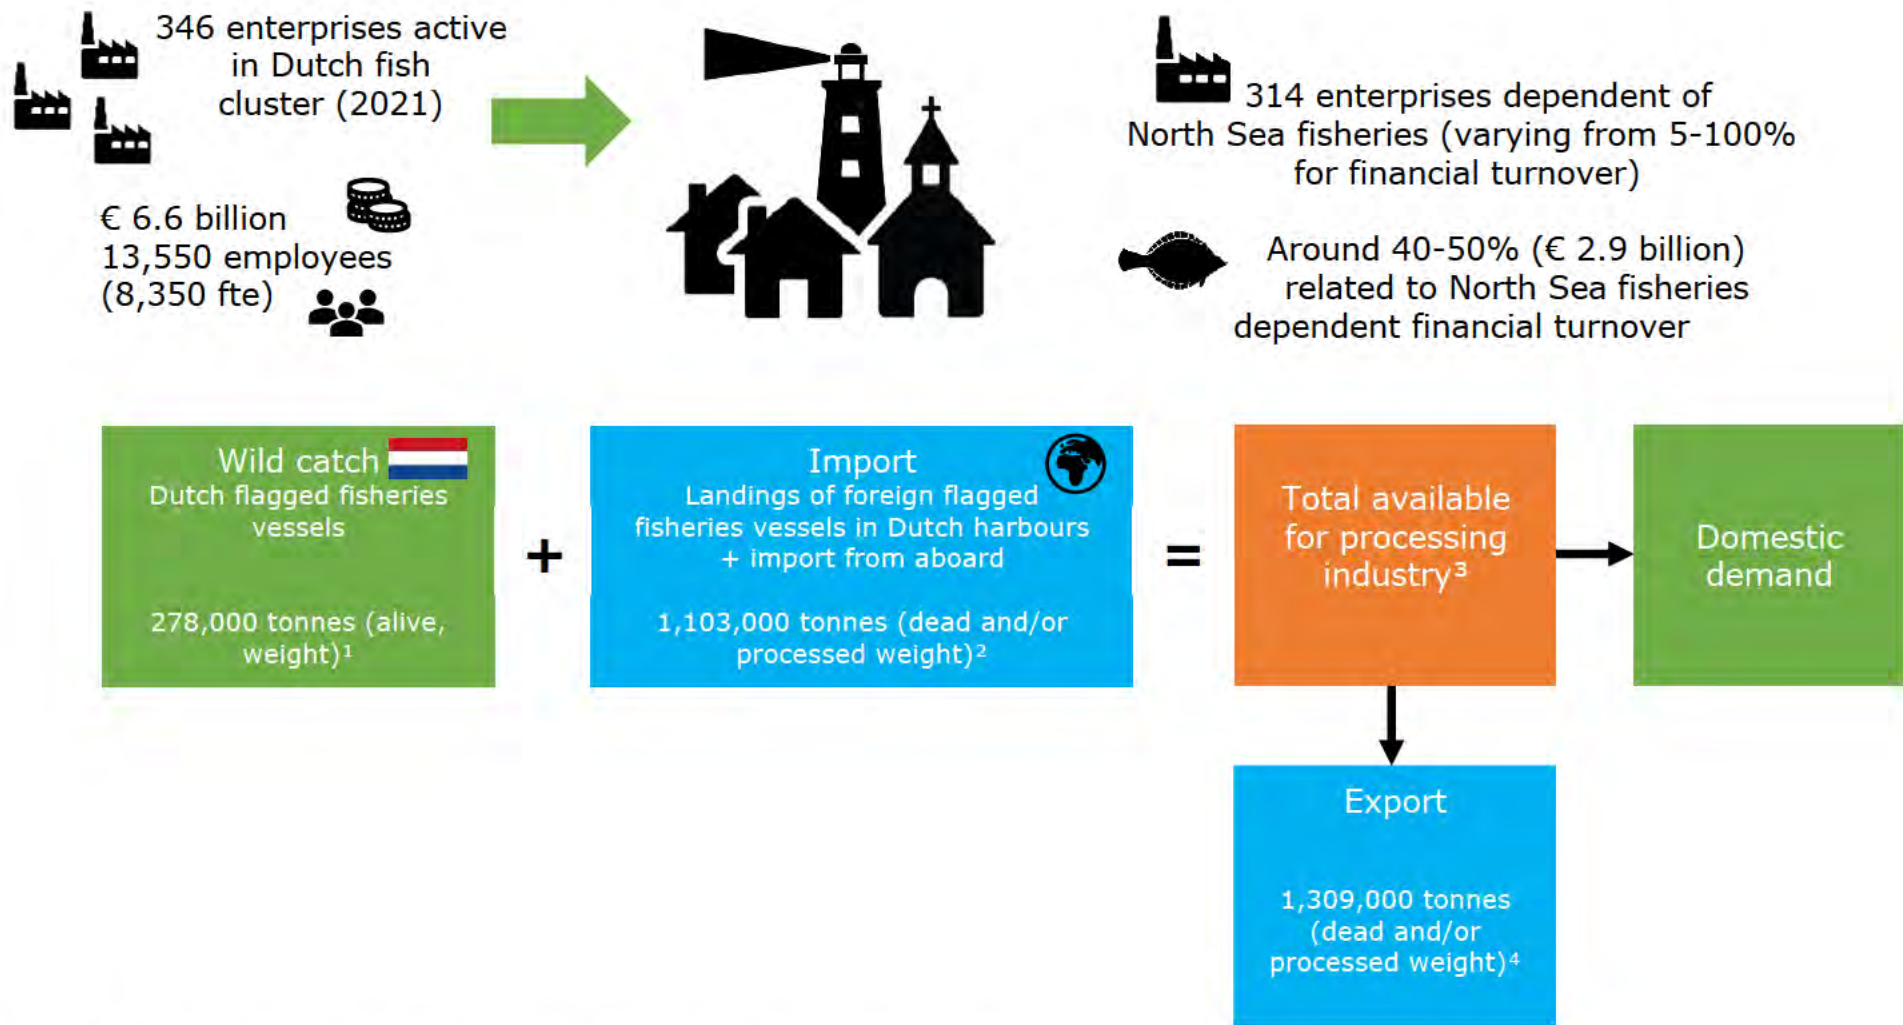 346 enterprises active
in Dutch fish
cluster (2021)
€ 6.6 billion
13,550 employees
(8,350 fte)
314 enterprises dependent of
North Sea fisheries (varying from 5-100%
for financial turnover)
Around 40-50% (€ 2.9 billion)
related to North Sea fisheries
dependent financial turnover
Wild catch
Dutch flagged fisheries
vessels
278,000 tonnes (alive,
weight)¹
+
Import
Landings of foreign flagged
fisheries vessels in Dutch harbours
+ import from aboard
1,103,000 tonnes (dead and/or
processed weight)²
=
Total available
for processing
industry³
Domestic
demand
Export
1,309,000 tonnes
(dead and/or
processed weight)⁴